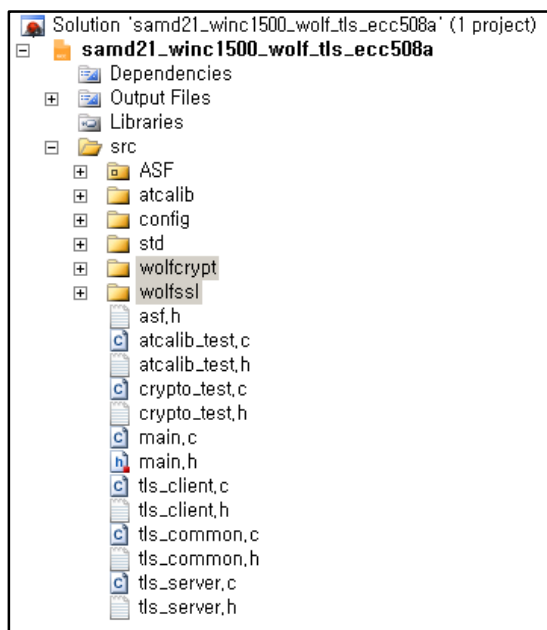 Solution 'samd21_winc1500_wolf_tls_ecc508a' (1 project)
samd21_winc1500_wolf_tls_ecc508a
Dependencies
Output Files
Libraries
src
ASF
atcalib
config
std
wolfcrypt
wolfssl
asf,h
atcalib_test,c
atcalib_test,h
crypto_test,c
crypto_test,h
main,c
main,h
tls_client,c
tls_client,h
tls_common,c
tls_common,h
tls_server,c
tls_server,h